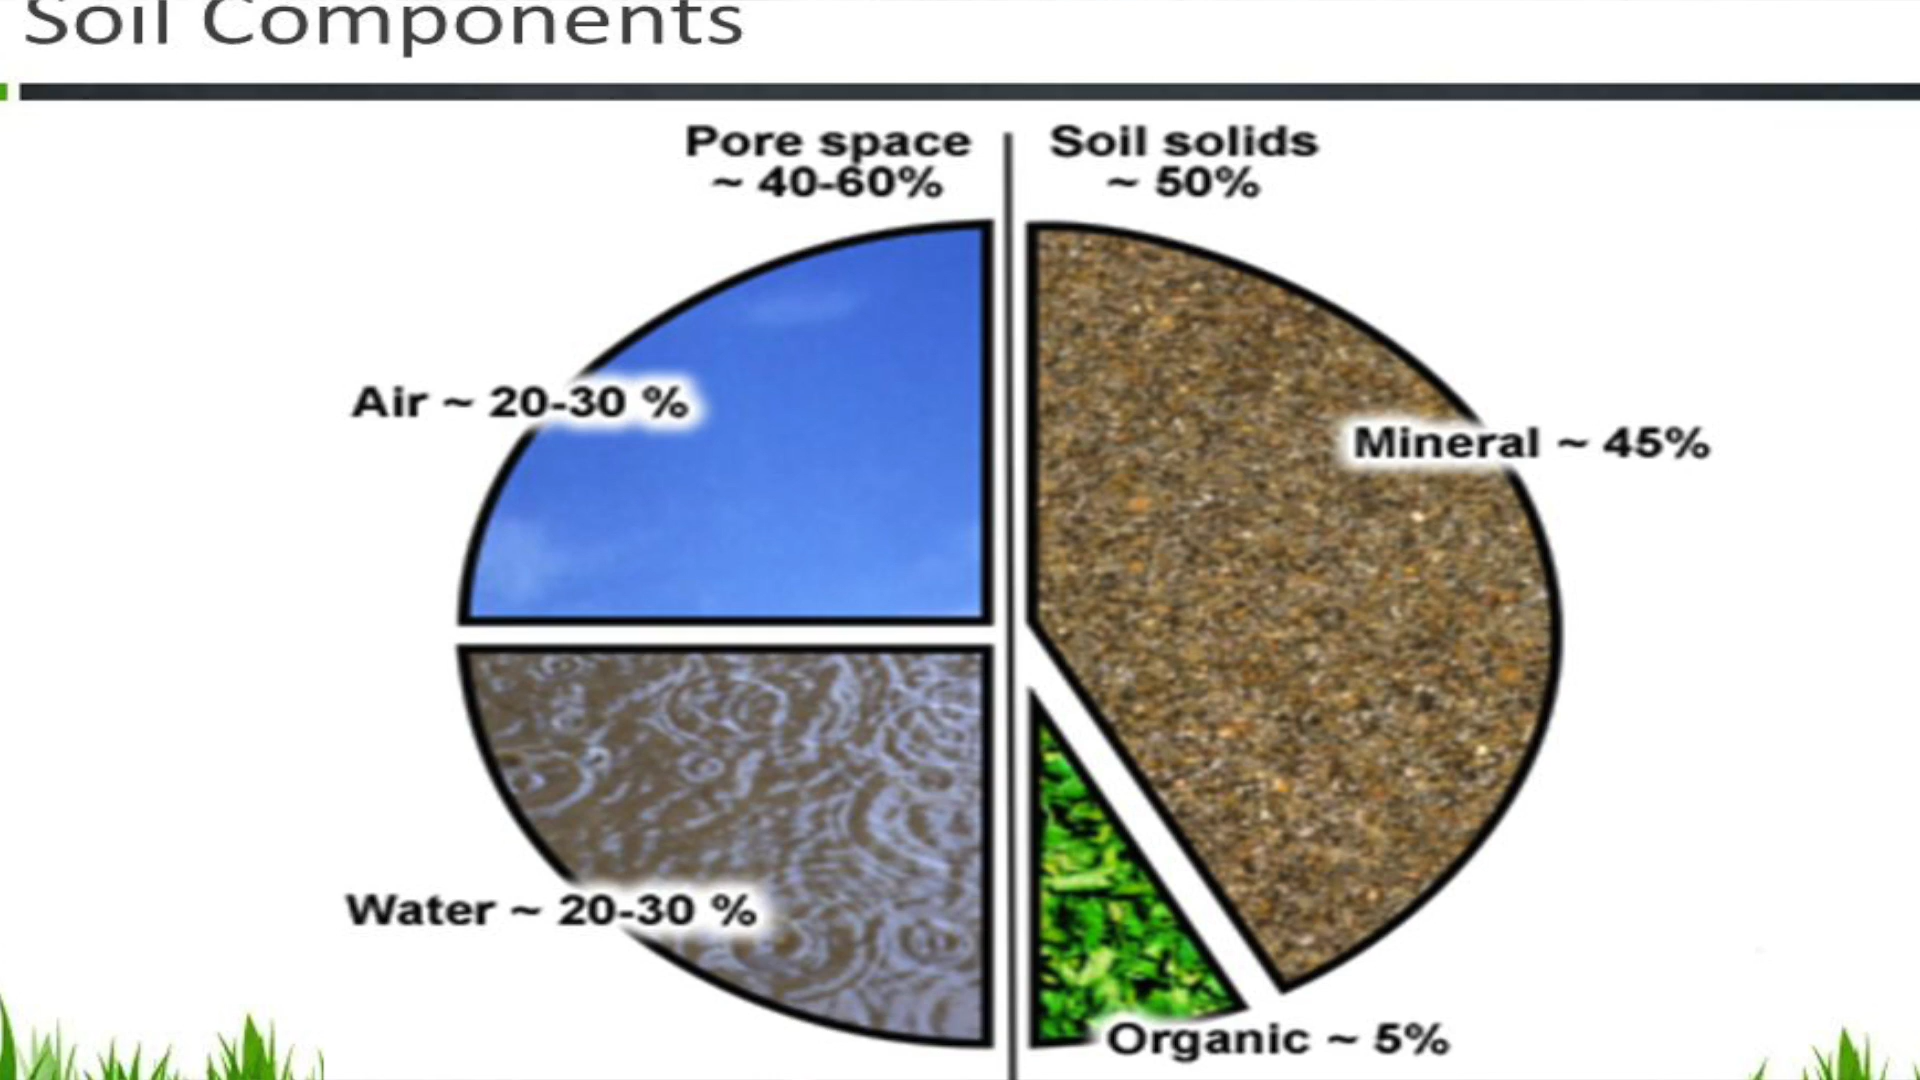 Soil Components
Pore space
~ 40-60%
Soil solids
~ 50%
Air ~ 20-30 %
Mineral ~ 45%
Water ~ 20-30 %
Organic ~ 5%